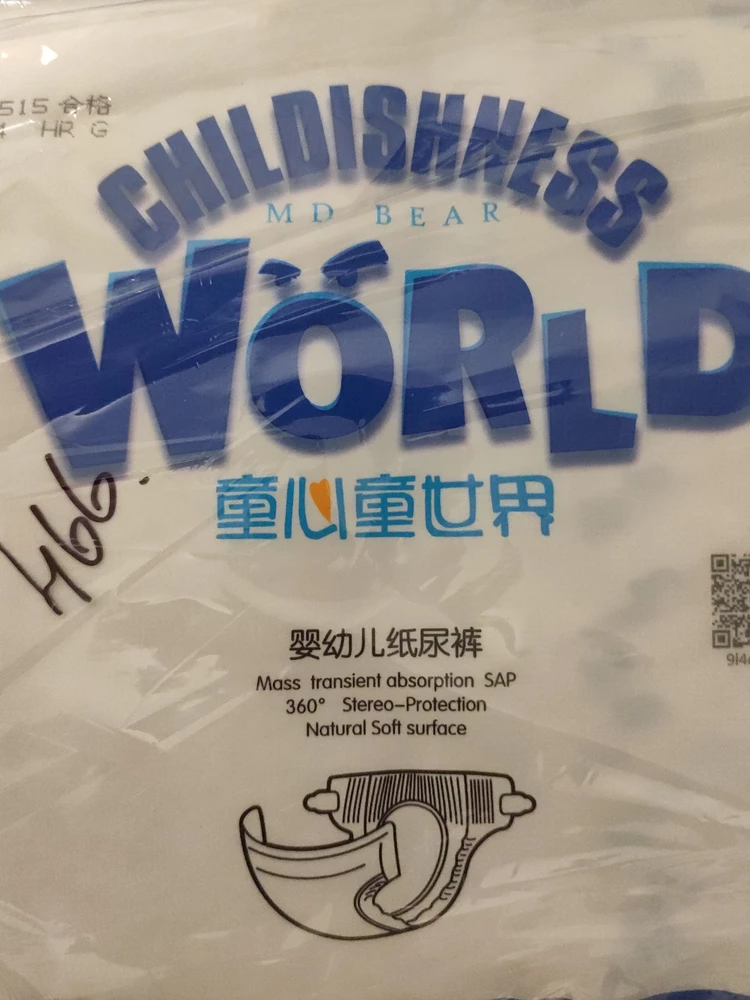 515 合格
HR G
CHILDISHNESS
MD BEAR
WÖRLD
466.
童心童世界
婴幼儿纸尿裤
Mass transient absorption SAP
360° Stereo-Protection
Natural Soft surface